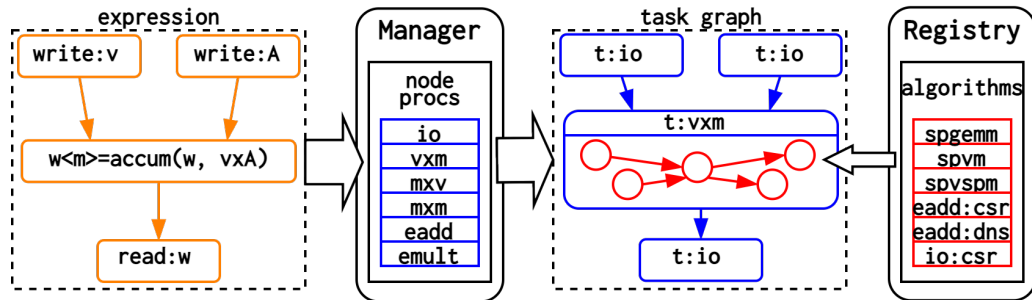 expression
write:v
write:A
w<m>=accum(w, vxA)
read:w
Manager
node
procs
io
vxm
mxv
mxm
eadd
emult
task graph
t:io
t:io
t:vxm
t:io
Registry
algorithms
spgemm
spvm
spvspm
eadd:csr
eadd:dns
io:csr